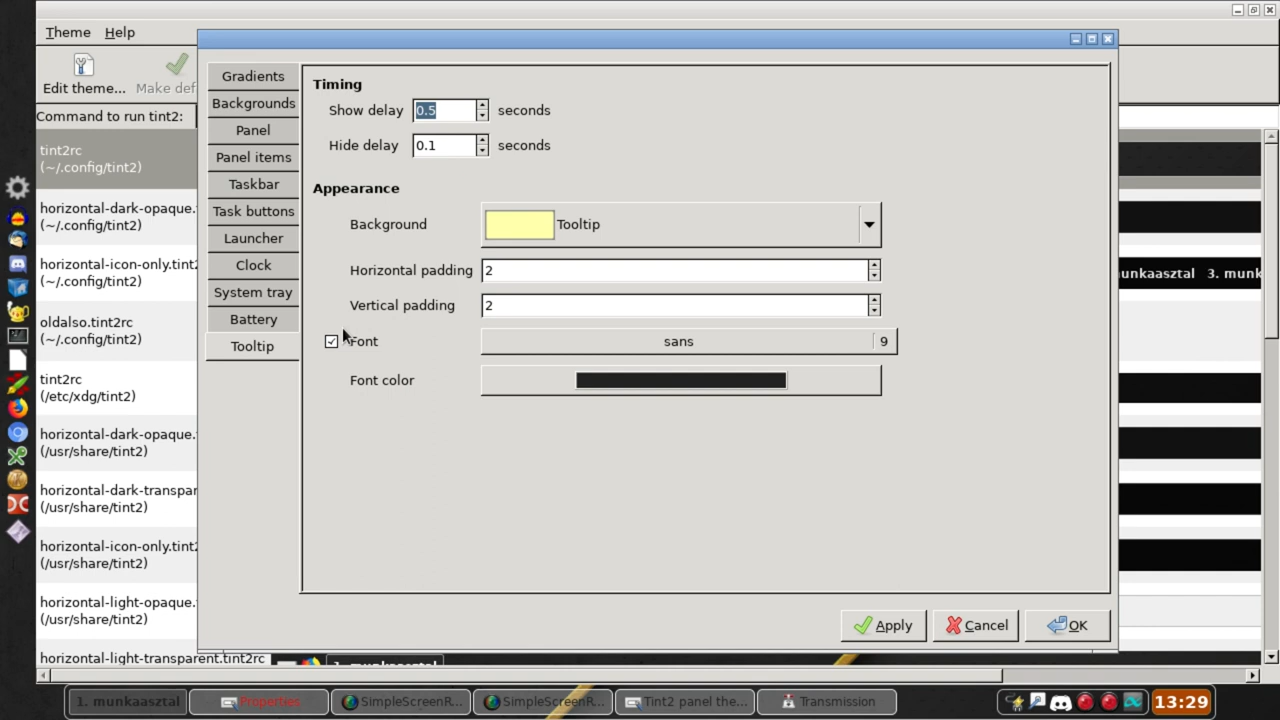 Theme Help
Edit theme... Make def
Command to run tint2:
tint2rc
(~/.config/tint2)
horizontal-dark-opaque.
(~/.config/tint2)
horizontal-icon-only.tint2
(~/.config/tint2)
oldalso.tint2rc
(~/.config/tint2)
tint2rc
(/etc/xdg/tint2)
horizontal-dark-opaque.
(/usr/share/tint2)
horizontal-dark-transpar
(/usr/share/tint2)
horizontal-icon-only.tint2
(/usr/share/tint2)
horizontal-light-opaque.
(/usr/share/tint2)
horizontal-light-transparent.tint2rc
Gradients
Backgrounds
Panel
Panel items
Taskbar
Task buttons
Launcher
Clock
System tray
Battery
Tooltip
Timing
Show delay 0.5 seconds
Hide delay 0.1 seconds
Appearance
Background Tooltip
Horizontal padding 2
Vertical padding 2
Font sans 9
Font color
Apply Cancel OK
unkaasztal 3. munk
1. munkaasztal
1. munkaasztal Properties SimpleScreenR... SimpleScreenR... Tint2 panel the... Transmission 13:29